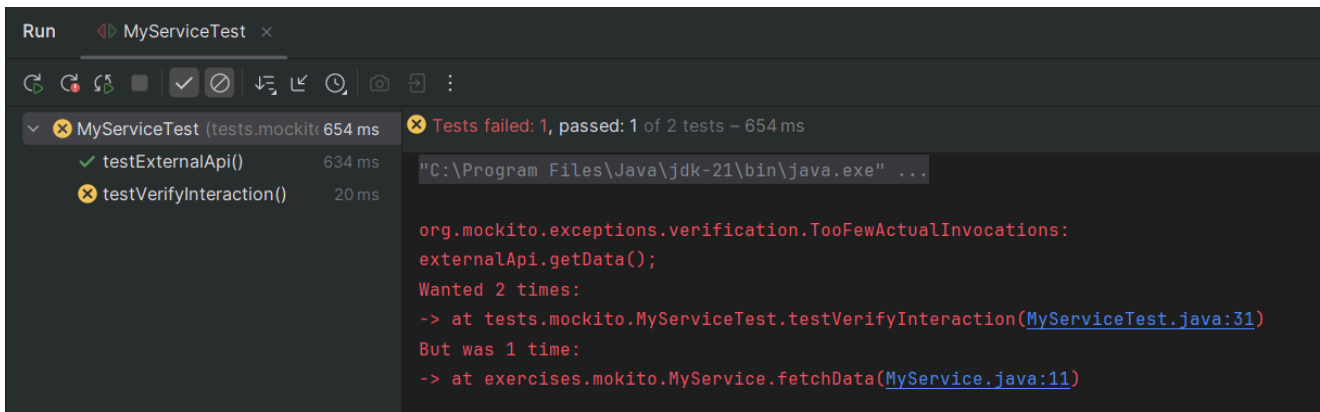 Run MyServiceTest
MyServiceTest (tests.mockito 654 ms
testExternalApi() 634 ms
testVerifyInteraction() 20 ms
Tests failed: 1, passed: 1 of 2 tests – 654 ms
"C:\Program Files\Java\jdk-21\bin\java.exe" ...
org.mockito.exceptions.verification.TooFewActualInvocations:
externalApi.getData();
Wanted 2 times:
-> at tests.mockito.MyServiceTest.testVerifyInteraction(MyServiceTest.java:31)
But was 1 time:
-> at exercises.mokito.MyService.fetchData(MyService.java:11)